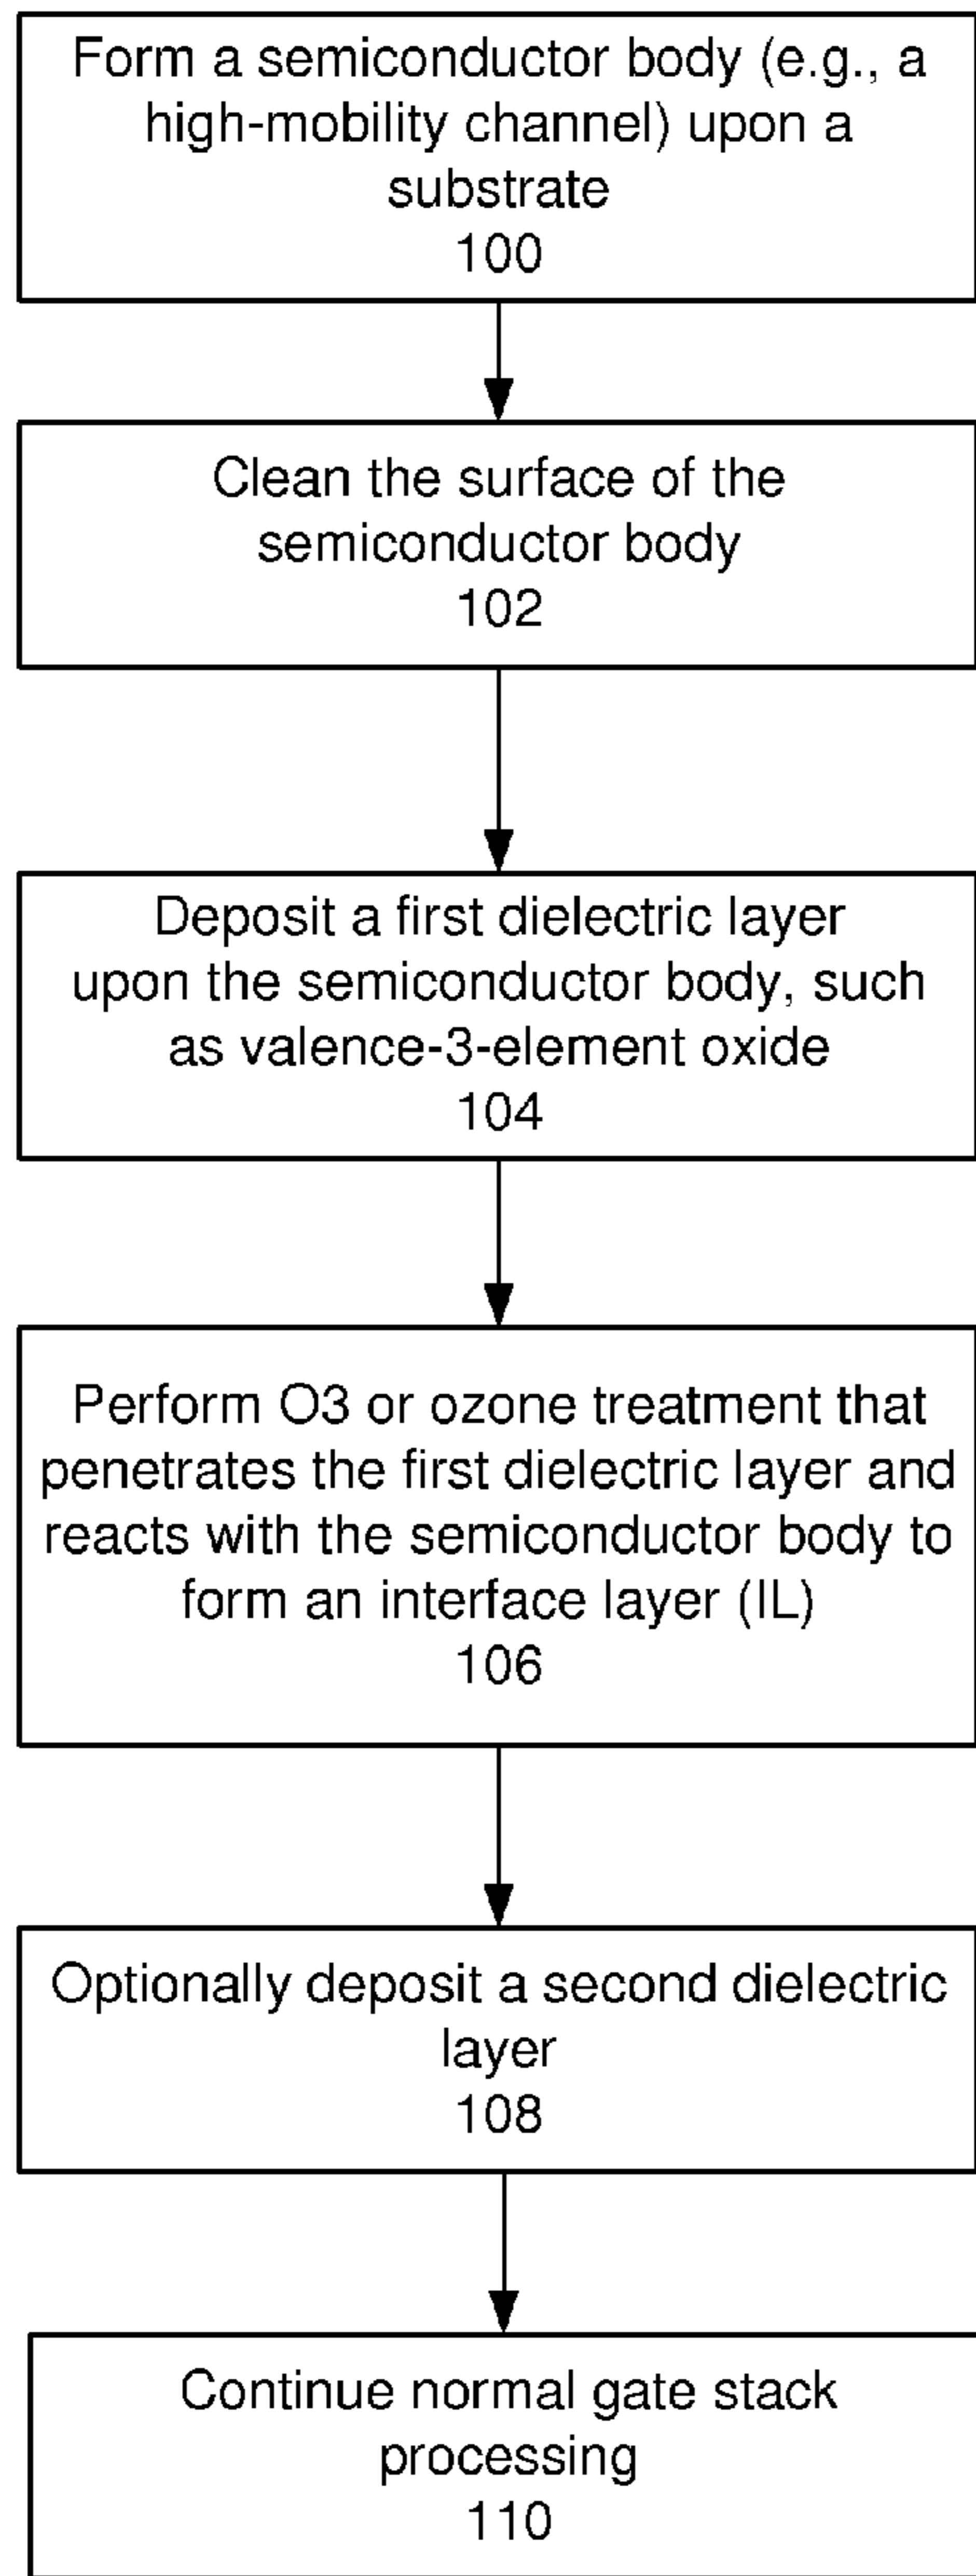 Form a semiconductor body (e.g., a
high-mobility channel) upon a
substrate
100
Clean the surface of the
semiconductor body
102
Deposit a first dielectric layer
upon the semiconductor body, such
as valence-3-element oxide
104
Perform O3 or ozone treatment that
penetrates the first dielectric layer and
reacts with the semiconductor body to
form an interface layer (IL)
106
Optionally deposit a second dielectric
layer
108
Continue normal gate stack
processing
110